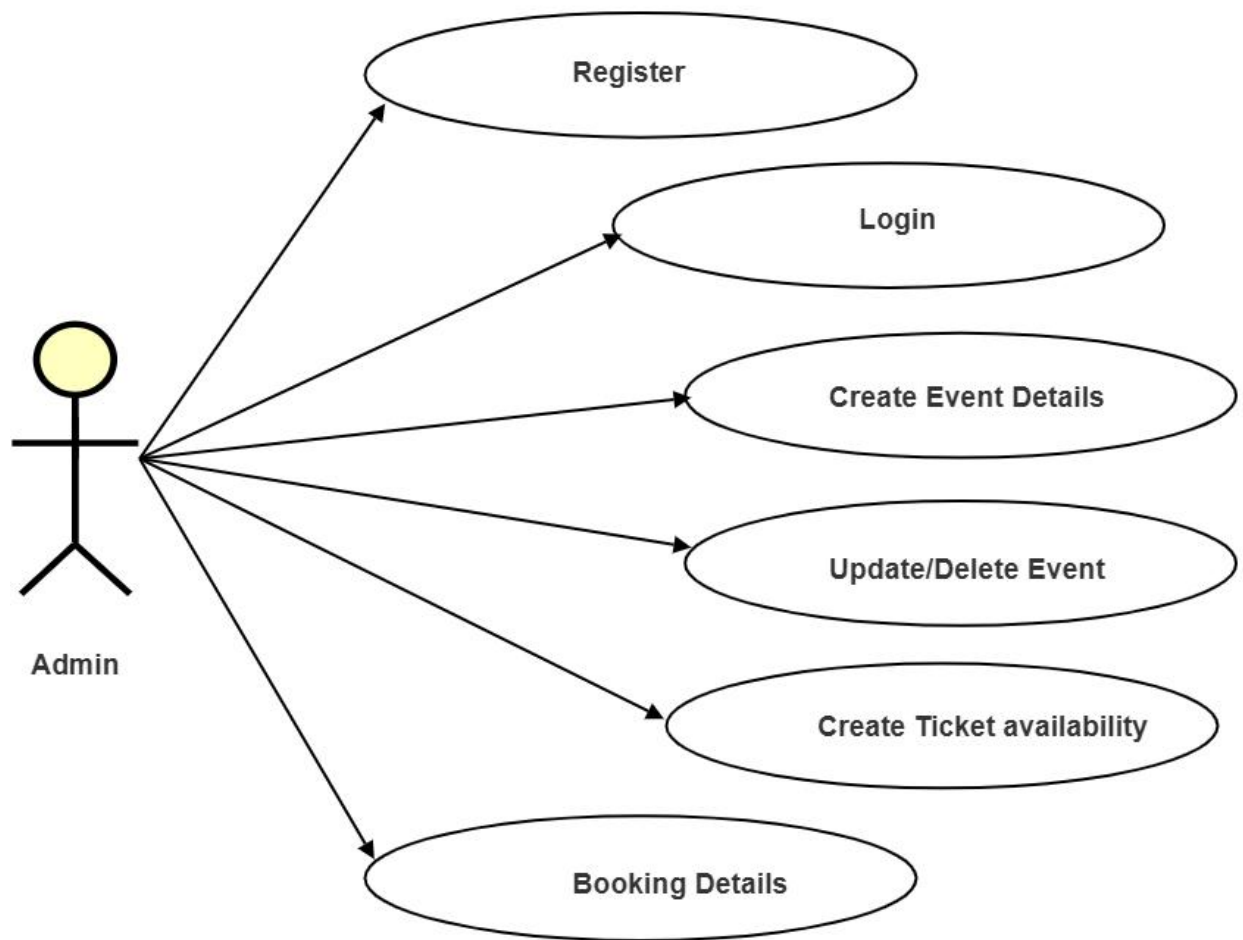 Register
Login
Create Event Details
Update/Delete Event
Admin
Create Ticket availability
Booking Details